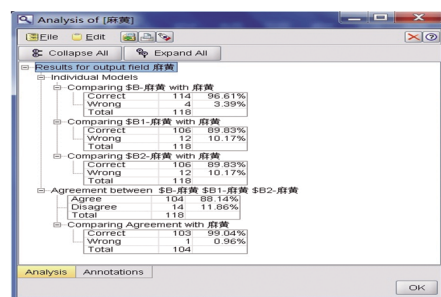 Analysis of [麻黄]
File Edit
Collapse All Expand All
Results for output field 麻黄
Individual Models
Comparing $B-麻黄 with 麻黄
Correct 114 96.61%
Wrong 4 3.39%
Total 118
Comparing $B1-麻黄 with 麻黄
Correct 106 89.83%
Wrong 12 10.17%
Total 118
Comparing $B2-麻黄 with 麻黄
Correct 106 89.83%
Wrong 12 10.17%
Total 118
Agreement between $B-麻黄 $B1-麻黄 $B2-麻黄
Agree 104 88.14%
Disagree 14 11.86%
Total 118
Comparing Agreement with 麻黄
Correct 103 99.04%
Wrong 1 0.96%
Total 104
Analysis Annotations
OK